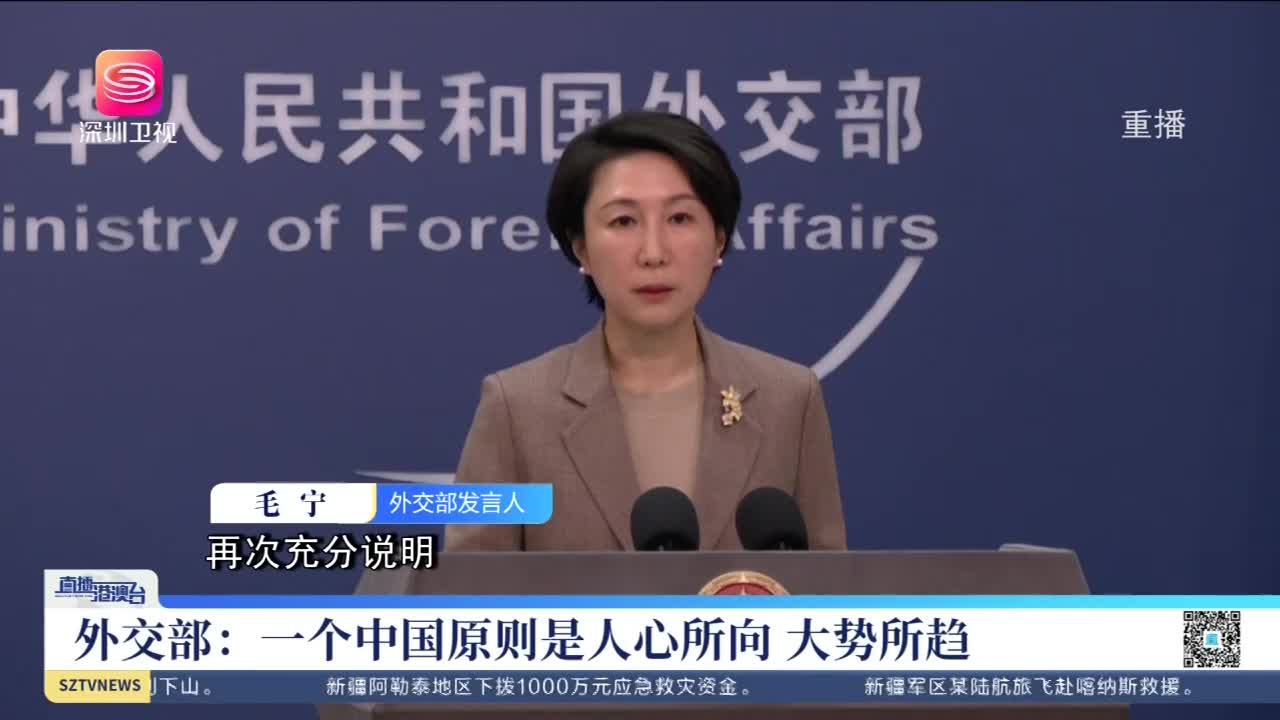 深圳卫视
中华人民共和国外交部
重播
inistry of Forei Affairs
毛宁
外交部发言人
再次充分说明
直播港澳台
外交部：一个中国原则是人心所向 大势所趋
SZTVNEWS
下山。 新疆阿勒泰地区下拨1000万元应急救灾资金。 新疆军区某陆航旅飞赴喀纳斯救援。